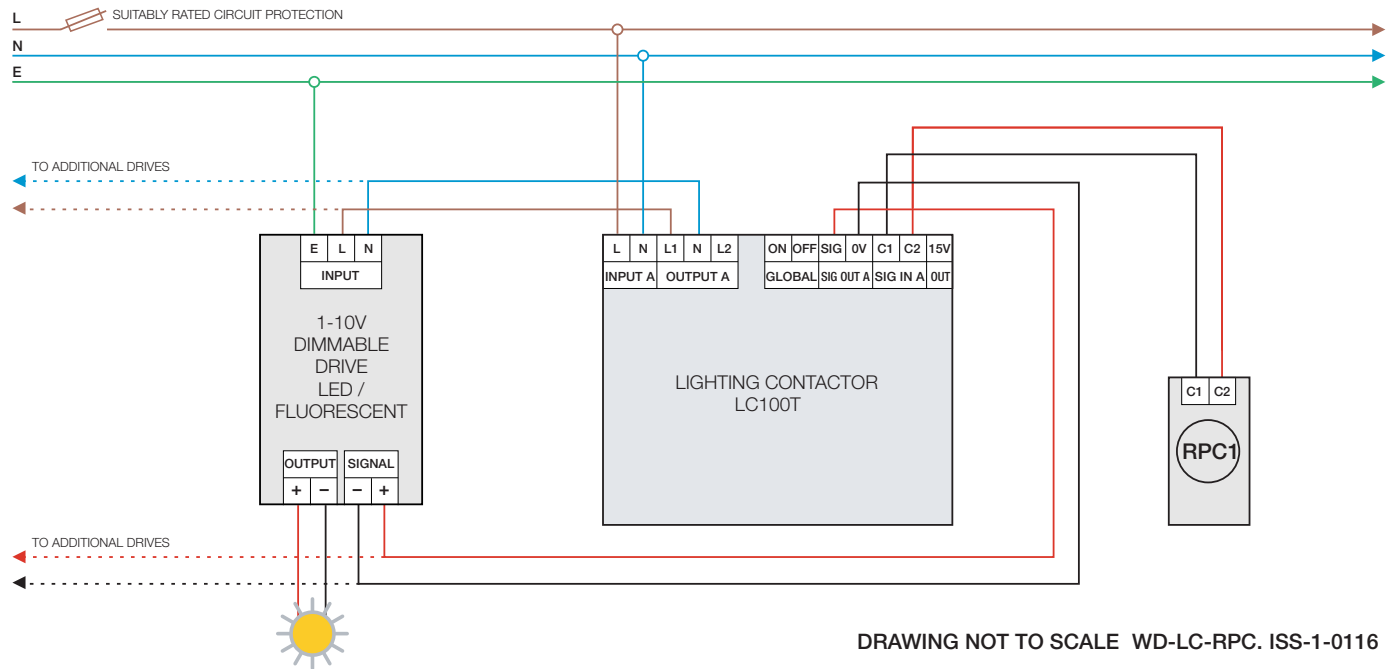 L
SUITABLY RATED CIRCUIT PROTECTION
N
E
TO ADDITIONAL DRIVES
E L N
INPUT
1-10V
DIMMABLE
DRIVE
LED /
FLUORESCENT
OUTPUT SIGNAL
+ − − +
L N L1 N L2
INPUT A OUTPUT A
ON OFF SIG 0V C1 C2 15V
GLOBAL SIG OUT A SIG IN A OUT
LIGHTING CONTACTOR
LC100T
C1 C2
RPC1
TO ADDITIONAL DRIVES
DRAWING NOT TO SCALE WD-LC-RPC. ISS-1-0116